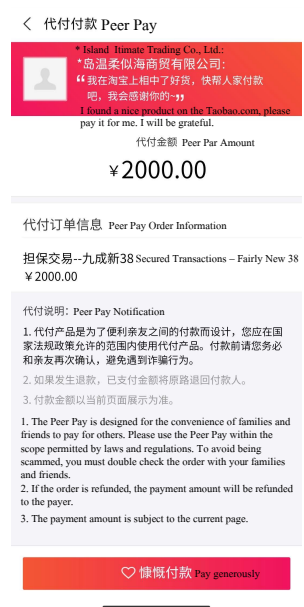 代付付款 Peer Pay
* Island Itimate Trading Co., Ltd.:
*岛温柔似海商贸有限公司:
“我在淘宝上相中了好货，快帮人家付款
吧，我会感谢你的~”
I found a nice product on the Taobao.com, please
pay it for me. I will be grateful.
代付金额 Peer Par Amount
¥2000.00
代付订单信息 Peer Pay Order Information
担保交易--九成新38 Secured Transactions – Fairly New 38
¥2000.00
代付说明: Peer Pay Notification
1. 代付产品是为了便利亲友之间的付款而设计，您应在国
家法规政策允许的范围内使用代付产品。付款前请您务必
和亲友再次确认，避免遇到诈骗行为。
2. 如果发生退款，已支付金额将原路退回付款人。
3. 付款金额以当前页面展示为准。
1. The Peer Pay is designed for the convenience of families and
friends to pay for others. Please use the Peer Pay within the
scope permitted by laws and regulations. To avoid being
scammed, you must double check the order with your families
and friends.
2. If the order is refunded, the payment amount will be refunded
to the payer.
3. The payment amount is subject to the current page.
慷慨付款 Pay generously